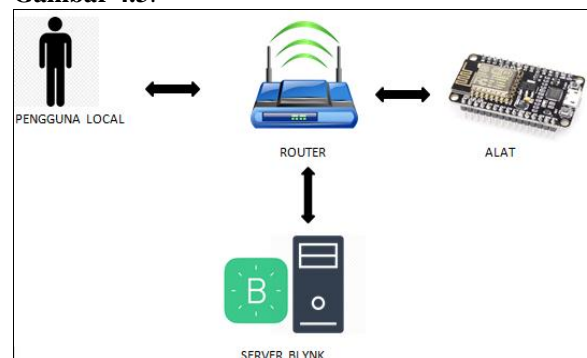 Gambar 4.3.
PENGGUNA LOCAL
ROUTER
ALAT
B
SERVER BLYNK